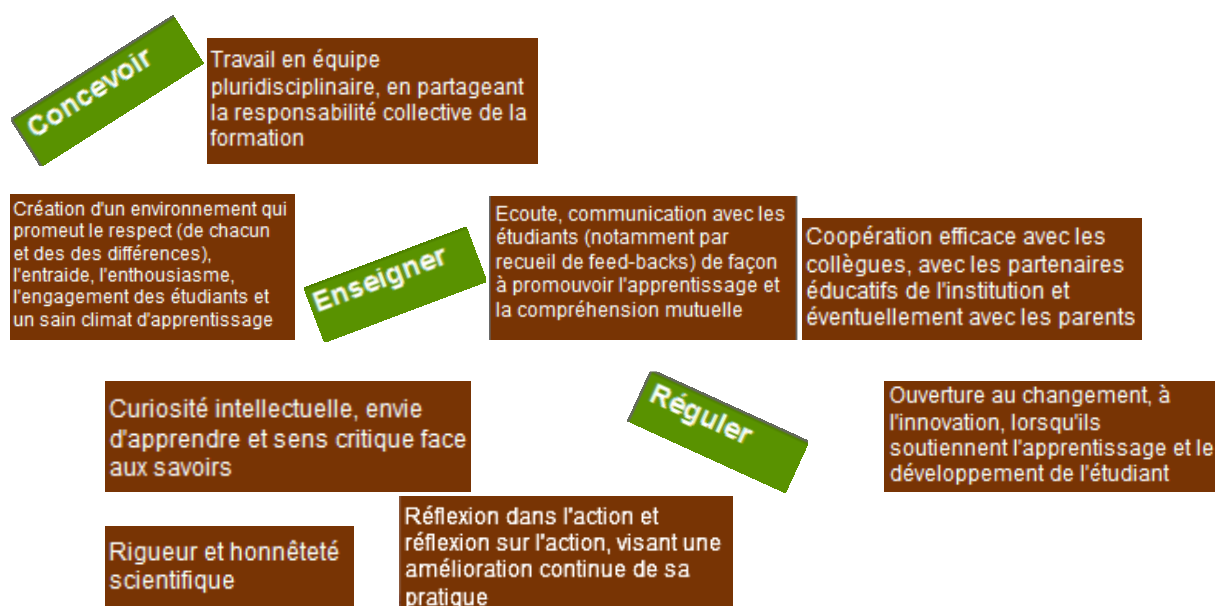 Concevoir
Travail en équipe
pluridisciplinaire, en partageant
la responsabilité collective de la
formation
Création d'un environnement qui
promeut le respect (de chacun
et des des différences),
l'entraide, l'enthousiasme,
l'engagement des étudiants et
un sain climat d'apprentissage
Enseigner
Ecoute, communication avec les
étudiants (notamment par
recueil de feed-backs) de façon
à promouvoir l'apprentissage et
la compréhension mutuelle
Coopération efficace avec les
collègues, avec les partenaires
éducatifs de l'institution et
éventuellement avec les parents
Curiosité intellectuelle, envie
d'apprendre et sens critique face
aux savoirs
Réguler
Ouverture au changement, à
l'innovation, lorsqu'ils
soutiennent l'apprentissage et le
développement de l'étudiant
Rigueur et honnêteté
scientifique
Réflexion dans l'action et
réflexion sur l'action, visant une
amélioration continue de sa
pratique